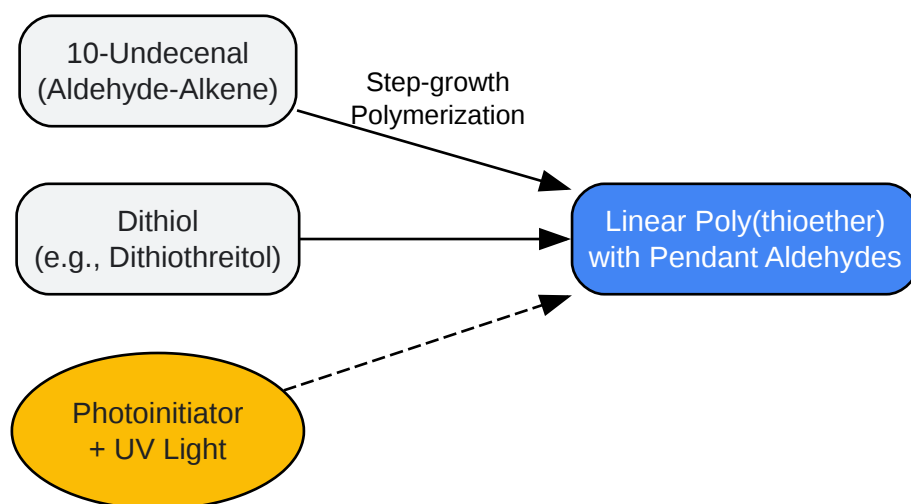 10-Undecenal
(Aldehyde-Alkene)
Step-growth
Polymerization
Dithiol
(e.g., Dithiothreitol)
Linear Poly(thioether)
with Pendant Aldehydes
Photoinitiator
+ UV Light